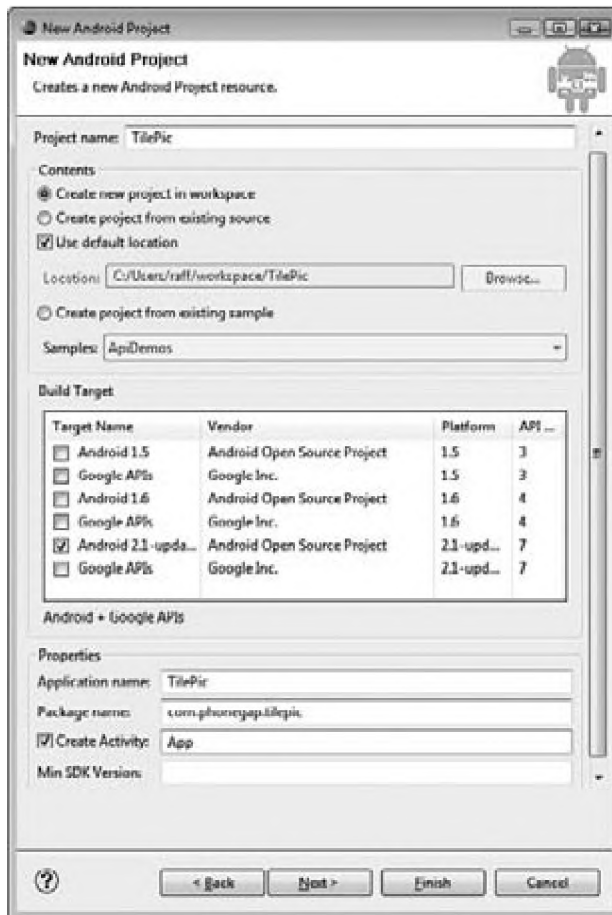 New Android Project
New Android Project
Creates a new Android Project resource.
Project name: TilePic
Contents
Create new project in workspace
Create project from existing source
Use default location
Location: C:/Users/raff/workspace/TilePic Browse...
Create project from existing sample
Samples: ApiDemos
Build Target
Target Name Vendor Platform API ...
Android 1.5 Android Open Source Project 1.5 3
Google APIs Google Inc. 1.5 3
Android 1.6 Android Open Source Project 1.6 4
Google APIs Google Inc. 1.6 4
Android 2.1-upda... Android Open Source Project 2.1-upd... 7
Google APIs Google Inc. 2.1-upd... 7
Android + Google APIs
Properties
Application name: TilePic
Package name: com.phonegap.tilepic
Create Activity: App
Min SDK Version:
< Back Next > Finish Cancel